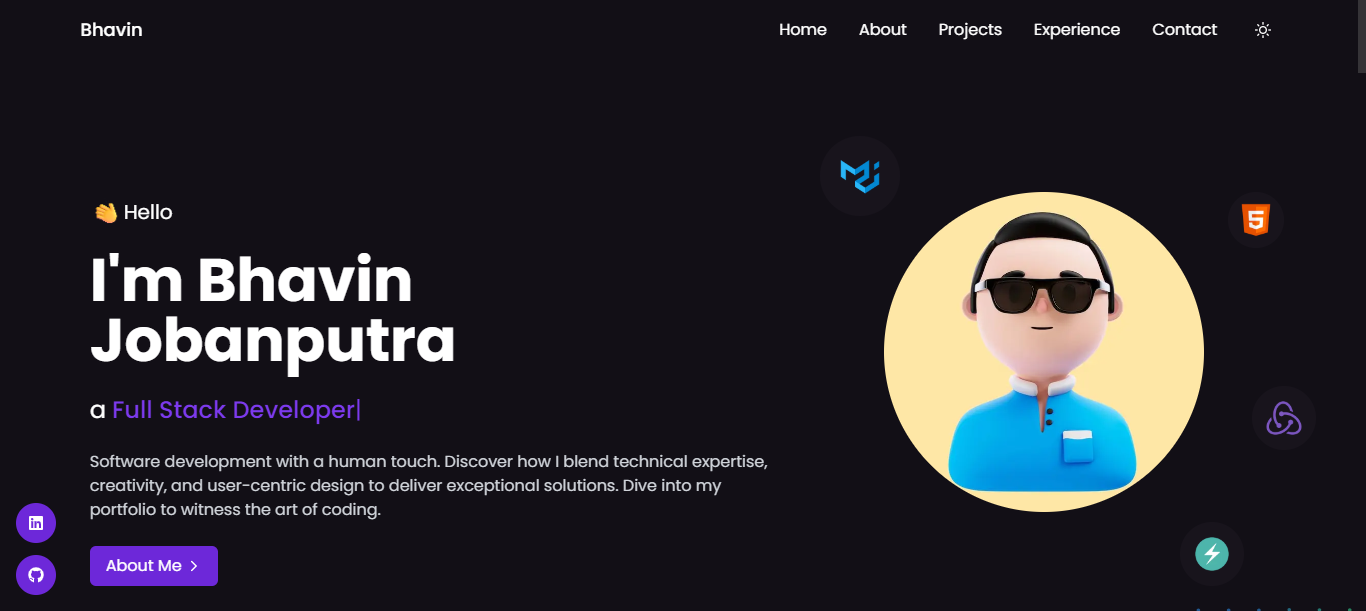 Bhavin
Home About Projects Experience Contact
👋 Hello
I'm Bhavin
Jobanputra
a Full Stack Developer|
Software development with a human touch. Discover how I blend technical expertise,
creativity, and user-centric design to deliver exceptional solutions. Dive into my
portfolio to witness the art of coding.
About Me >